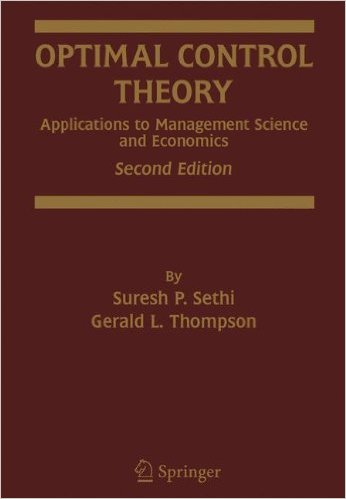 OPTIMAL CONTROL
THEORY
Applications to Management Science
and Economics
Second Edition
By
Suresh P. Sethi
Gerald L. Thompson
Springer